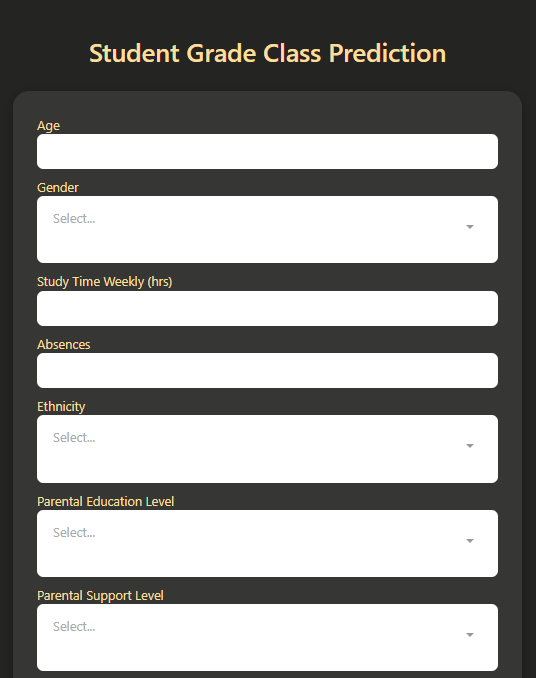 Student Grade Class Prediction
Age
Gender
Select...
Study Time Weekly (hrs)
Absences
Ethnicity
Select...
Parental Education Level
Select...
Parental Support Level
Select...